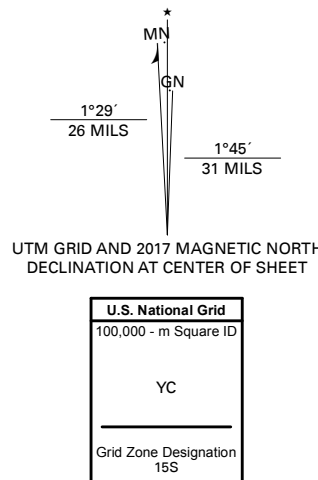 ★
MN
GN
1°29´
26 MILS
1°45´
31 MILS
UTM GRID AND 2017 MAGNETIC NORTH
DECLINATION AT CENTER OF SHEET
U.S. National Grid
100,000 - m Square ID
YC
Grid Zone Designation
15S